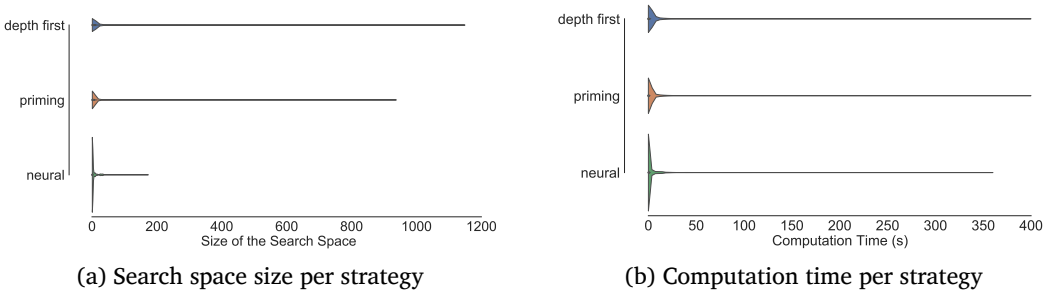 depth first
priming
neural
0 200 400 600 800 1000 1200
Size of the Search Space
(a) Search space size per strategy
depth first
priming
neural
0 50 100 150 200 250 300 350 400
Computation Time (s)
(b) Computation time per strategy